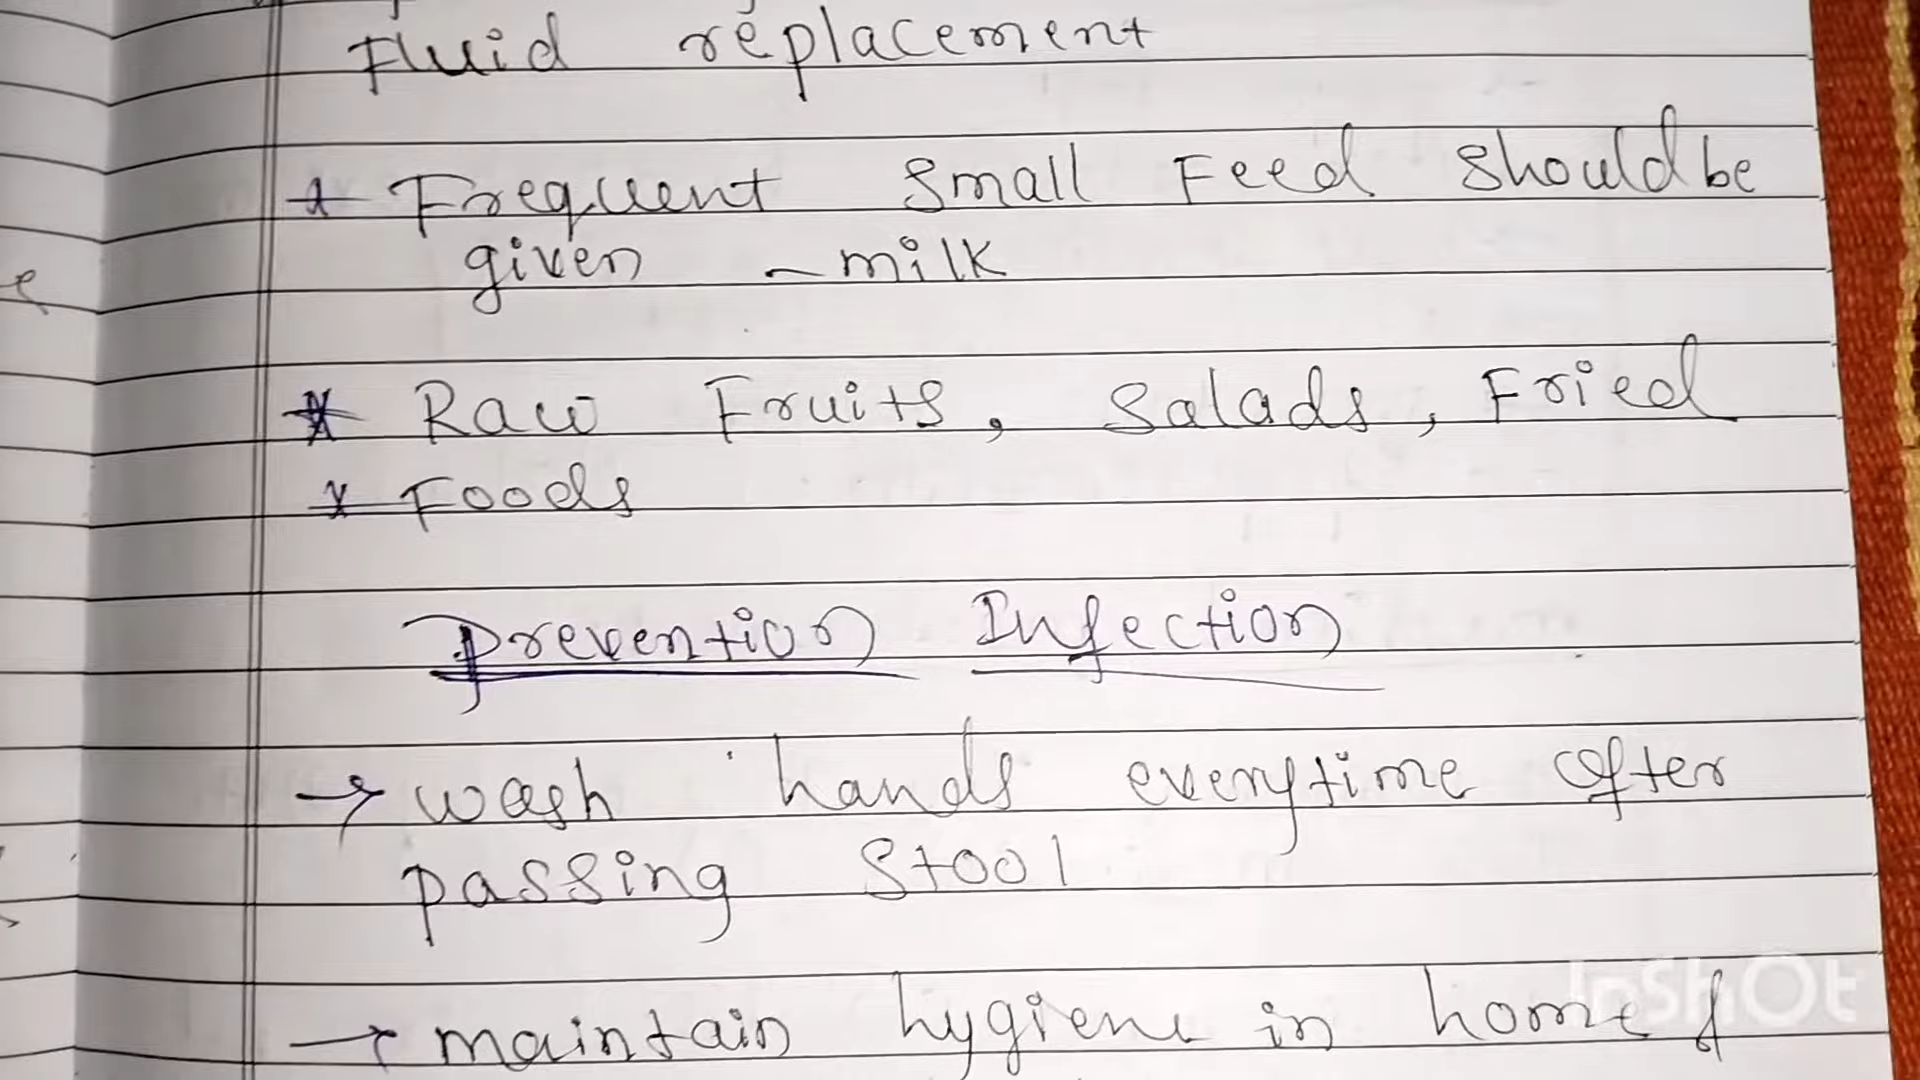 Fluid replacement
* Frequent small Feed should be
given - milk
* Raw Fruits, Salads, Fried
* Foods
Prevention Infection
→ wash hands everytime after
passing stool
→ maintain hygiene in home
InShOt